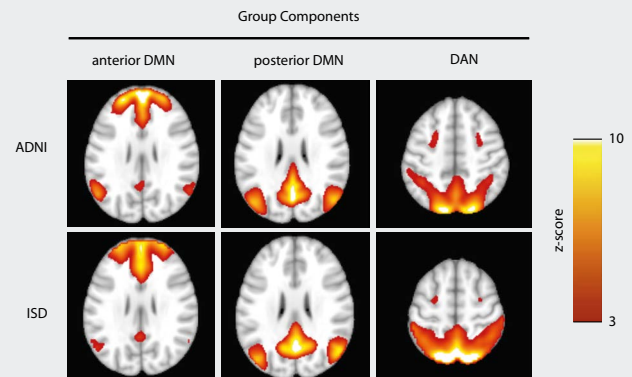 Group Components
anterior DMN
posterior DMN
DAN
ADNI
ISD
10
z-score
3